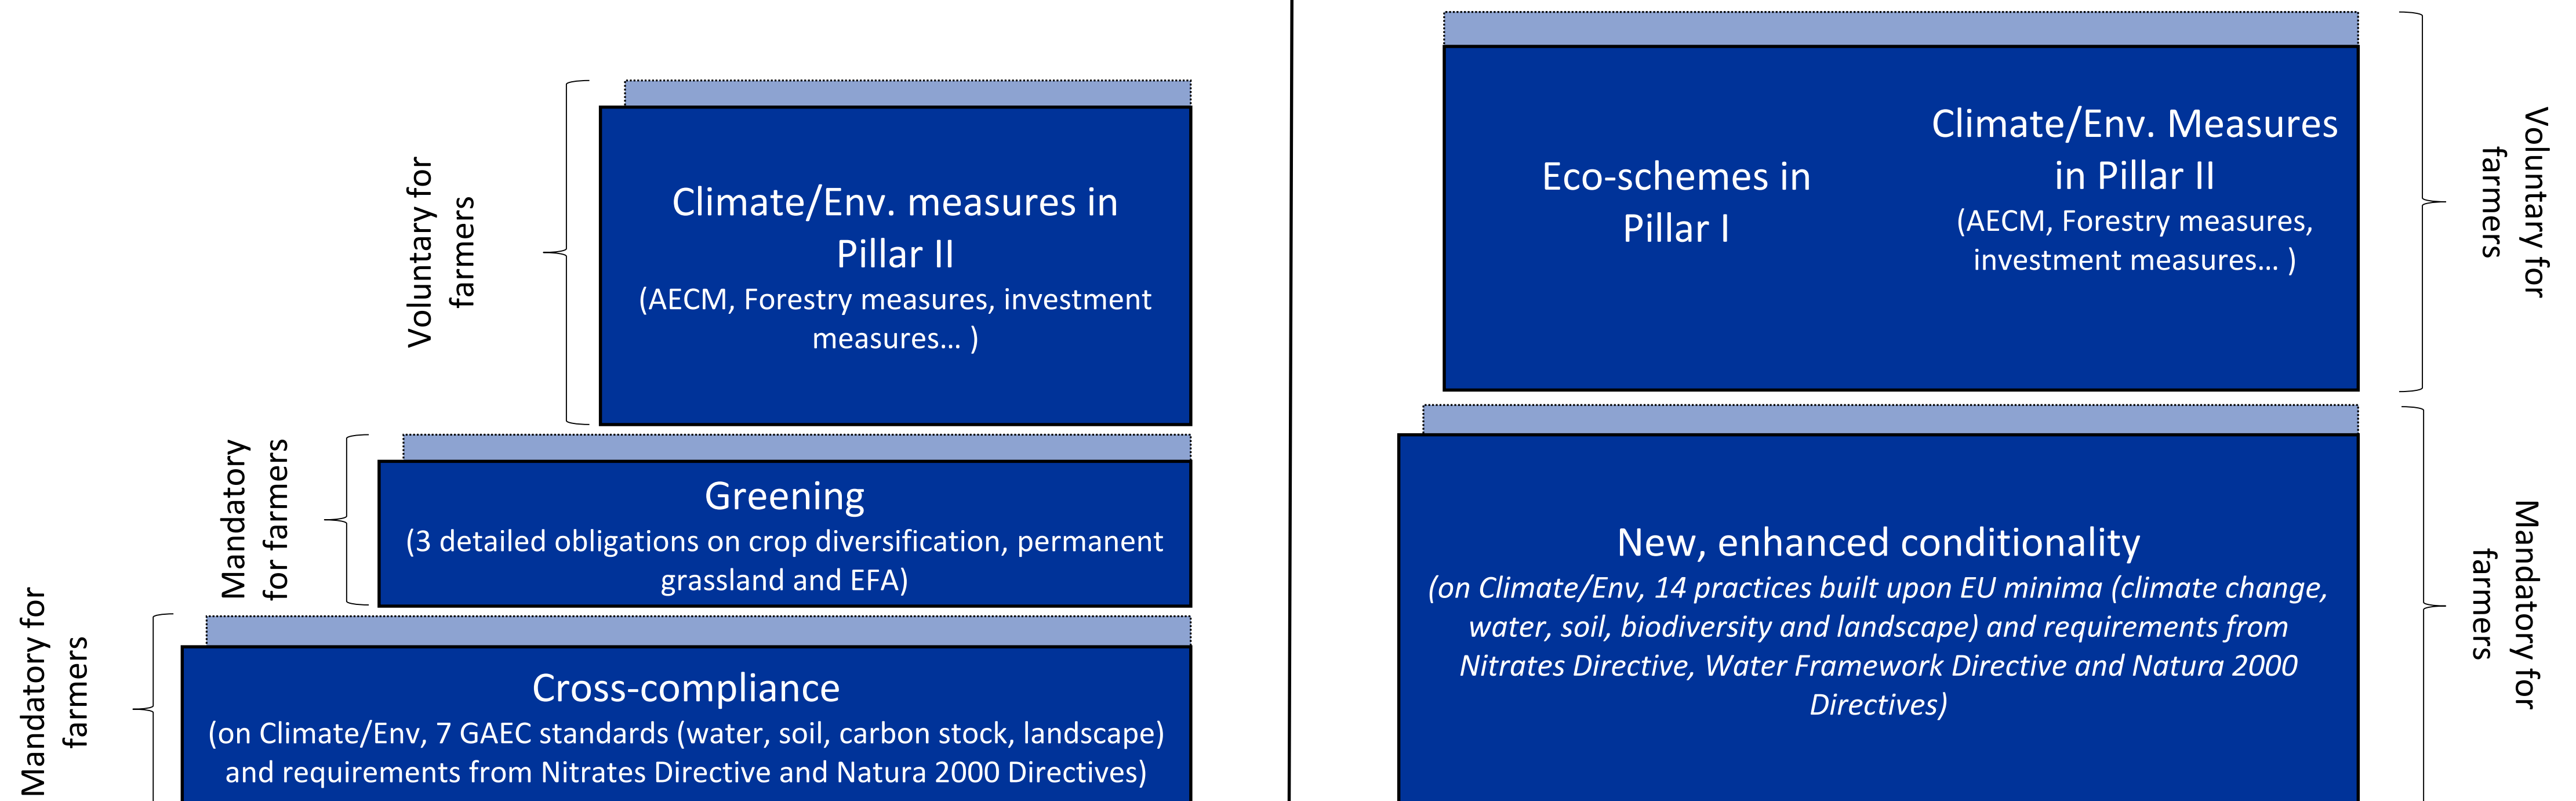 Voluntary for
farmers
Climate/Env. measures in
Pillar II
(AECM, Forestry measures, investment
measures... )
Mandatory
for farmers
Greening
(3 detailed obligations on crop diversification, permanent
grassland and EFA)
Mandatory for
farmers
Cross-compliance
(on Climate/Env, 7 GAEC standards (water, soil, carbon stock, landscape)
and requirements from Nitrates Directive and Natura 2000 Directives)
Eco-schemes in
Pillar I
Climate/Env. Measures
in Pillar II
(AECM, Forestry measures,
investment measures... )
Voluntary for
farmers
New, enhanced conditionality
(on Climate/Env, 14 practices built upon EU minima (climate change,
water, soil, biodiversity and landscape) and requirements from
Nitrates Directive, Water Framework Directive and Natura 2000
Directives)
Mandatory for
farmers